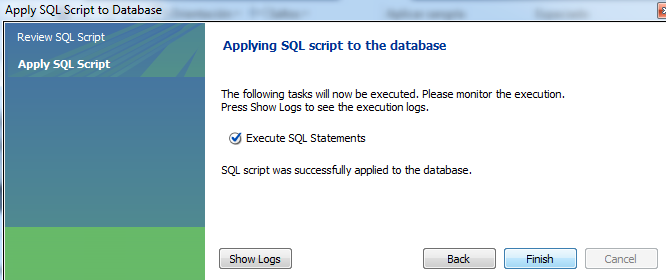 Apply SQL Script to Database
Review SQL Script
Apply SQL Script
Applying SQL script to the database
The following tasks will now be executed. Please monitor the execution.
Press Show Logs to see the execution logs.
Execute SQL Statements
SQL script was successfully applied to the database.
Show Logs
Back
Finish
Cancel